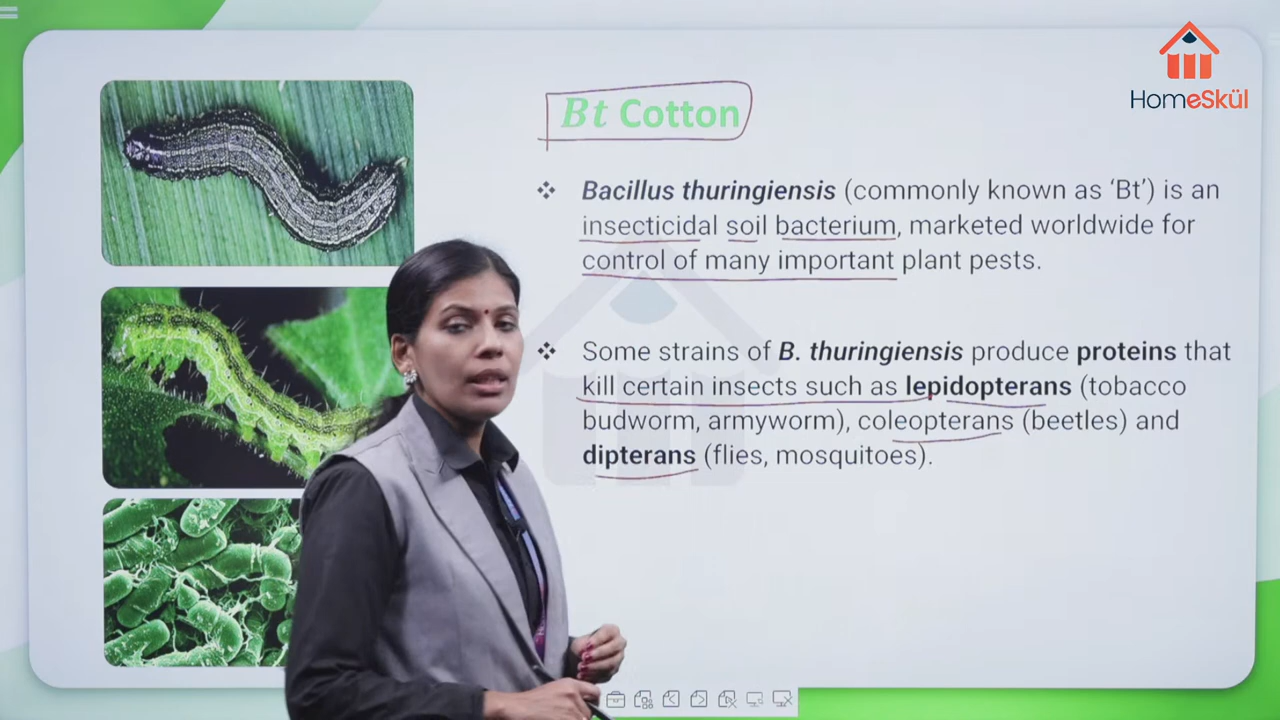 HomeSkül
Bt Cotton
❖ Bacillus thuringiensis (commonly known as ‘Bt’) is an
insecticidal soil bacterium, marketed worldwide for
control of many important plant pests.
❖ Some strains of B. thuringiensis produce proteins that
kill certain insects such as lepidopterans (tobacco
budworm, armyworm), coleopterans (beetles) and
dipterans (flies, mosquitoes).